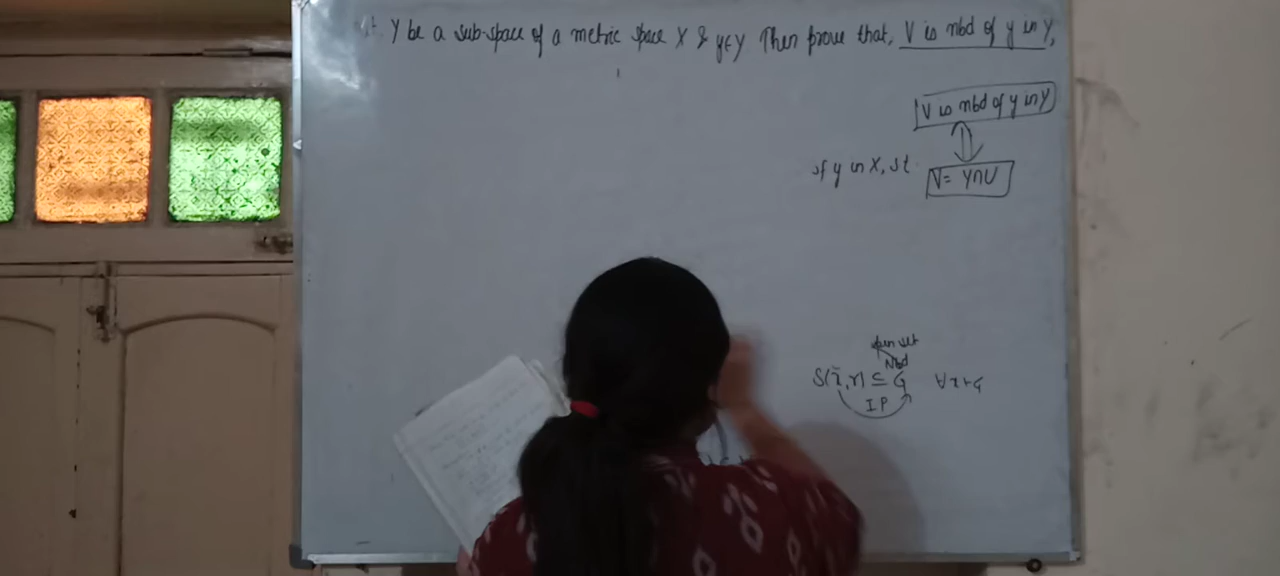 Y be a sub-space of a metric space X & y∈Y Then prove that, V is nbd of y in Y,
V is nbd of y in Y
⇕
of y in X, st V = Y∩U
open set
Nbd
S(x,r) ⊆ G ∀x∈G
I P